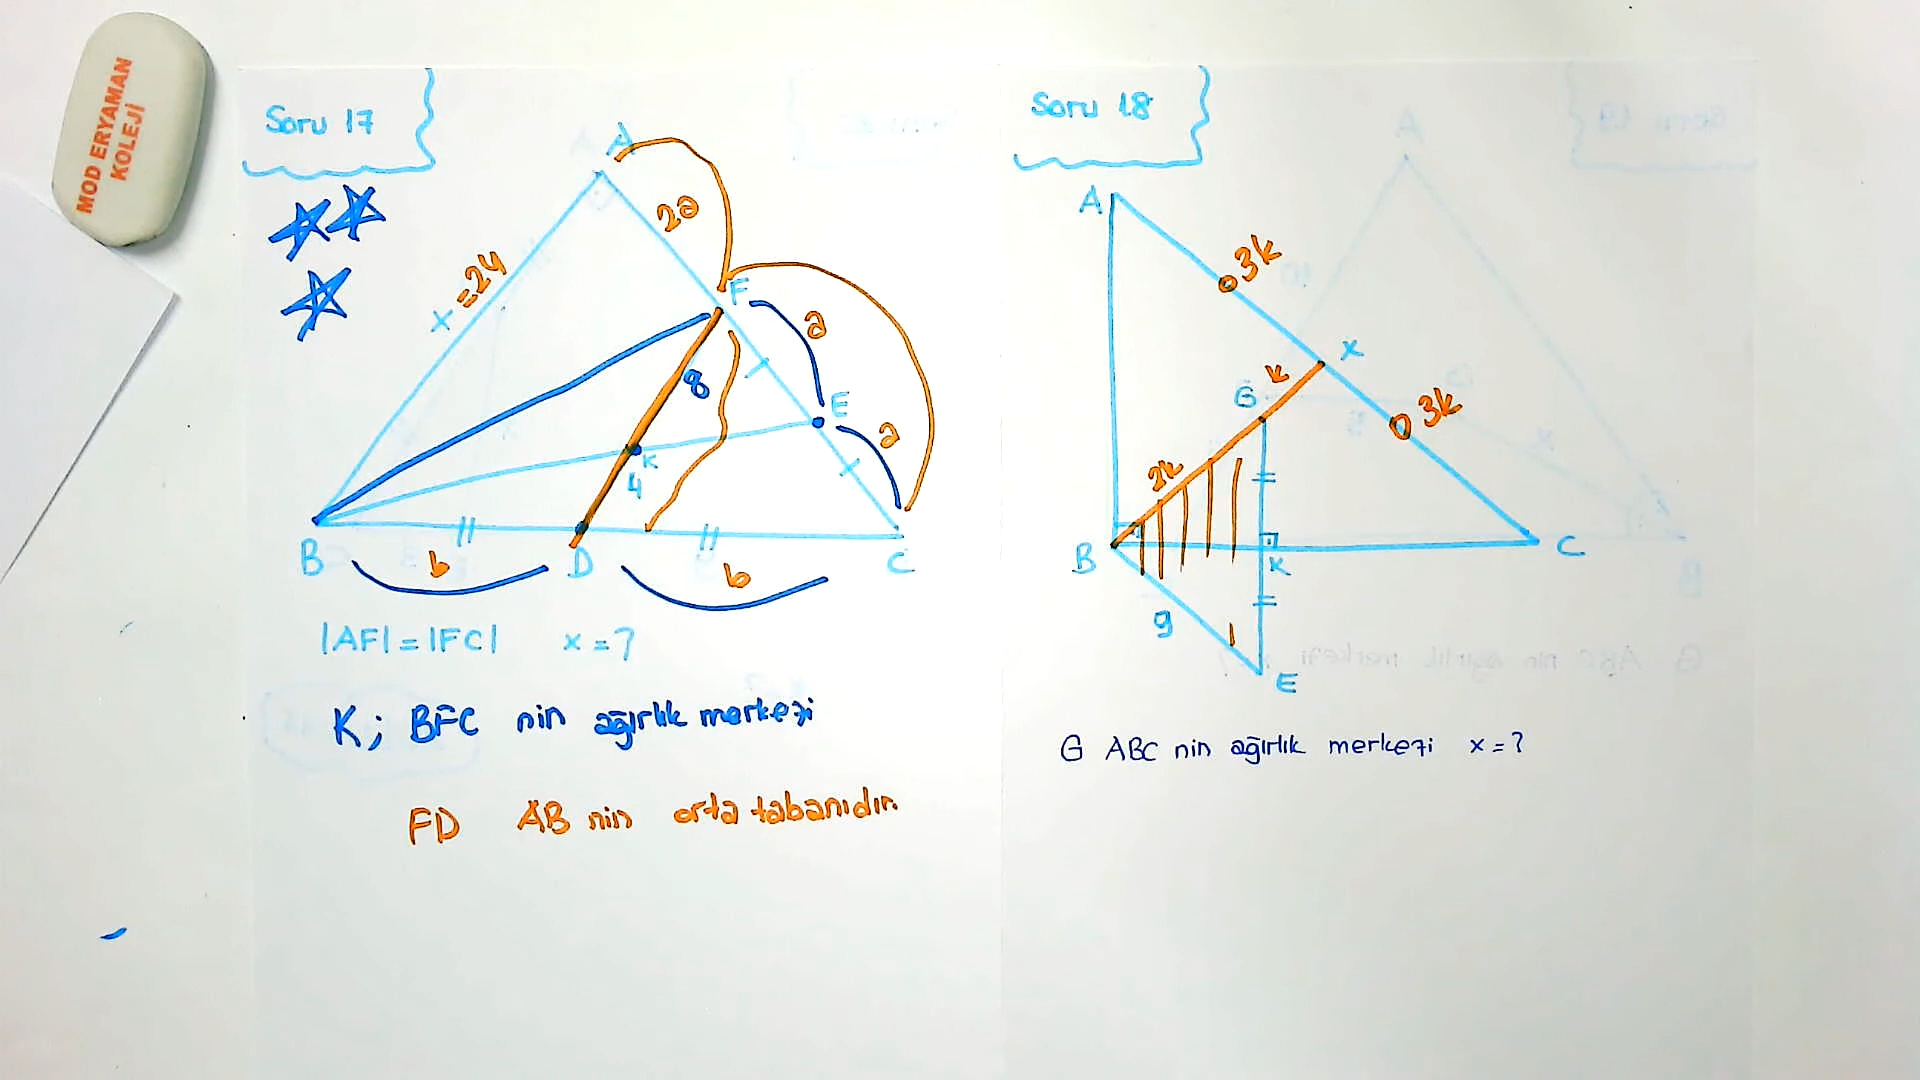 MOD ERYAMAN
KOLEJİ
Soru 17
A
2a
x = 24
F
a
8
E
a
K
4
B
D
C
b
b
|AF| = |FC| x = ?
K; BFC nin ağırlık merkezi
FD AB nin orta tabanıdır.
Soru 18
A
3k
x
k
G
3k
2k
B
K
C
9
E
G ABC nin ağırlık merkezi x = ?